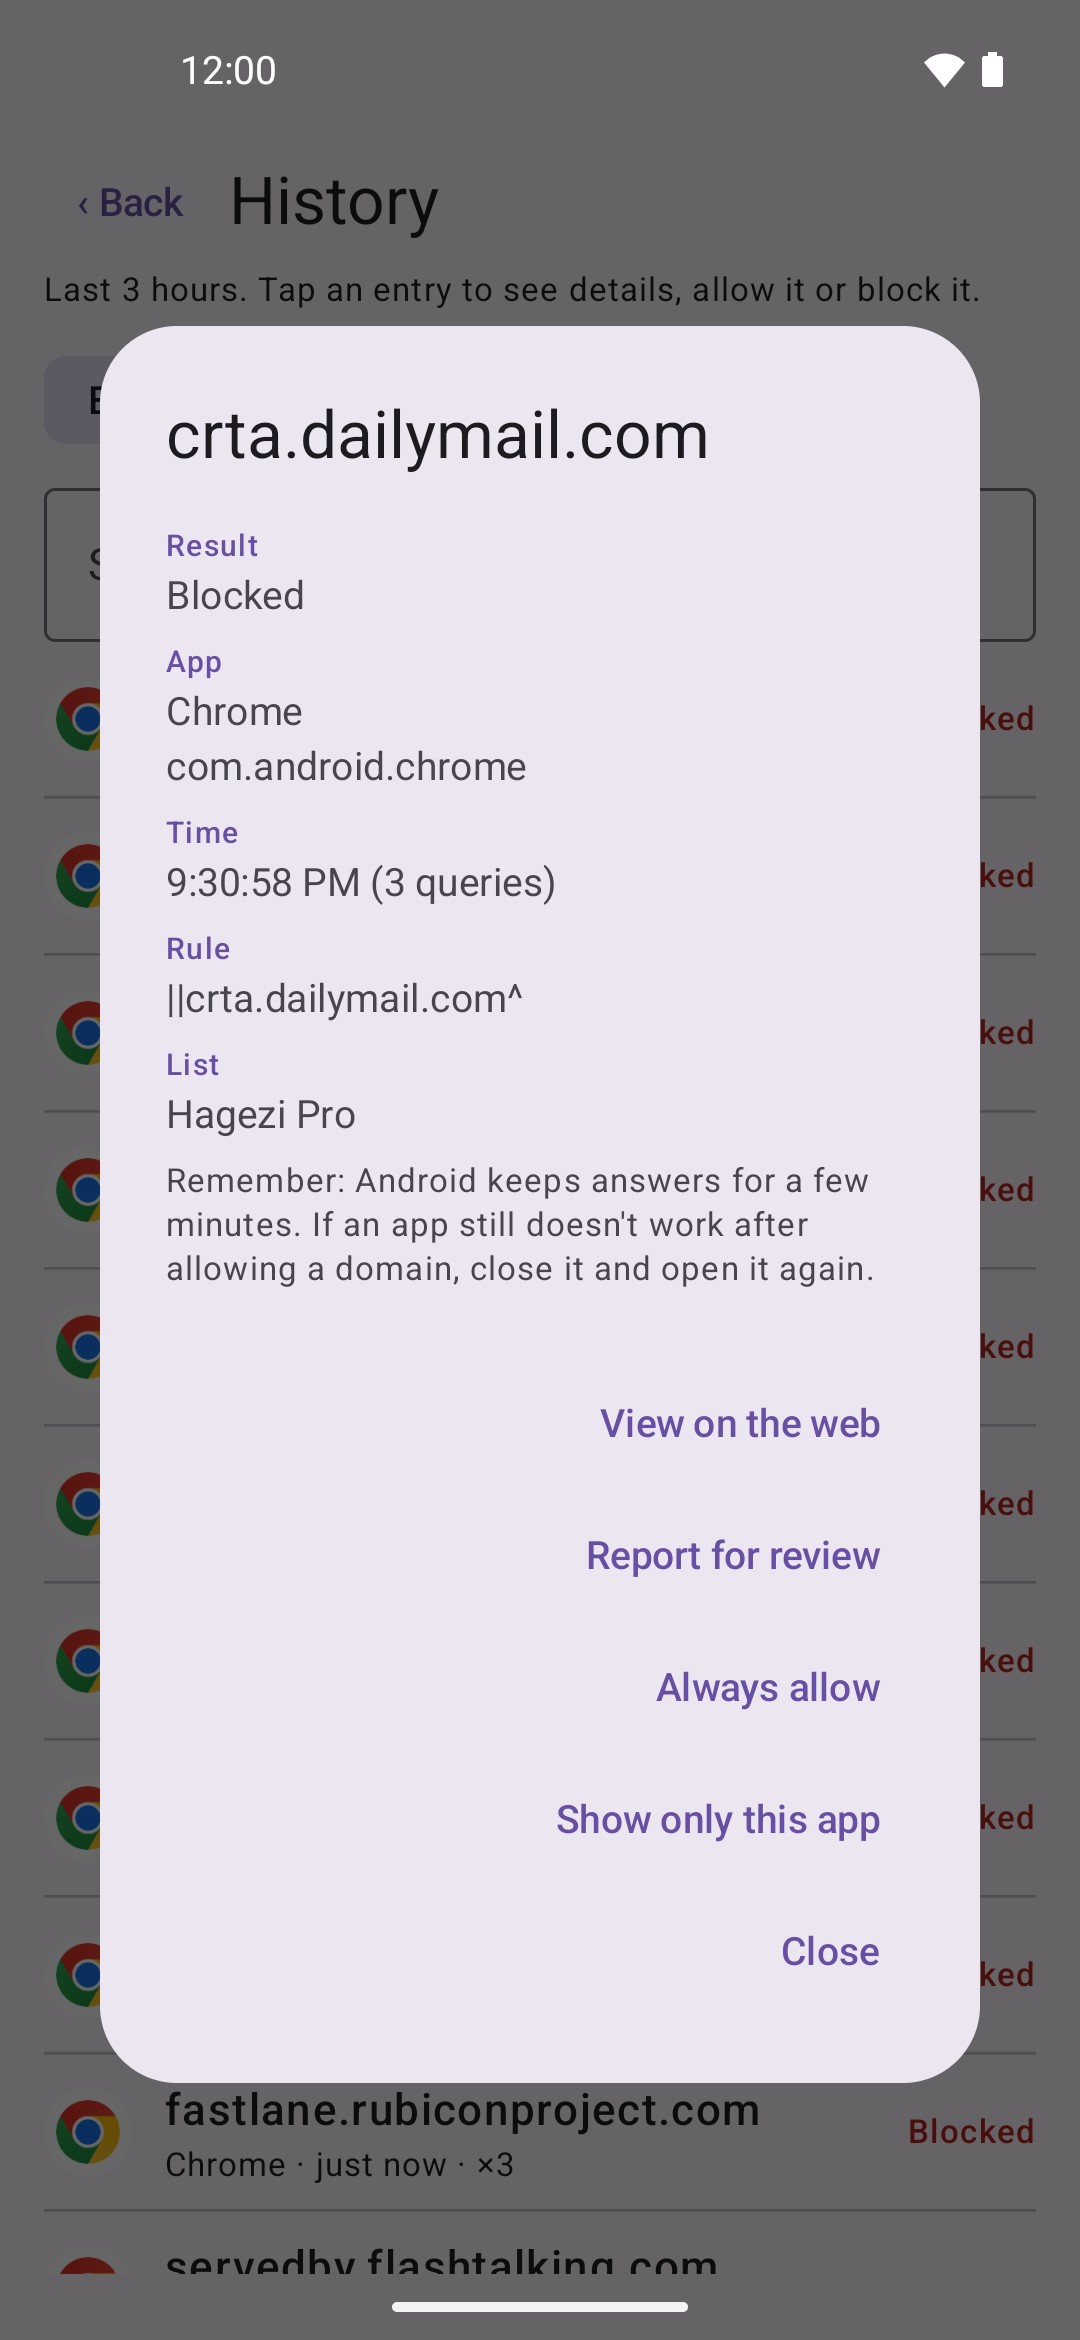 12:00
‹ Back
History
Last 3 hours. Tap an entry to see details, allow it or block it.
crta.dailymail.com
Result
Blocked
App
Chrome
com.android.chrome
Time
9:30:58 PM (3 queries)
Rule
||crta.dailymail.com^
List
Hagezi Pro
Remember: Android keeps answers for a few
minutes. If an app still doesn't work after
allowing a domain, close it and open it again.
View on the web
Report for review
Always allow
Show only this app
Close
fastlane.rubiconproject.com
Chrome · just now · ×3
Blocked
servedby.flashtalking.com